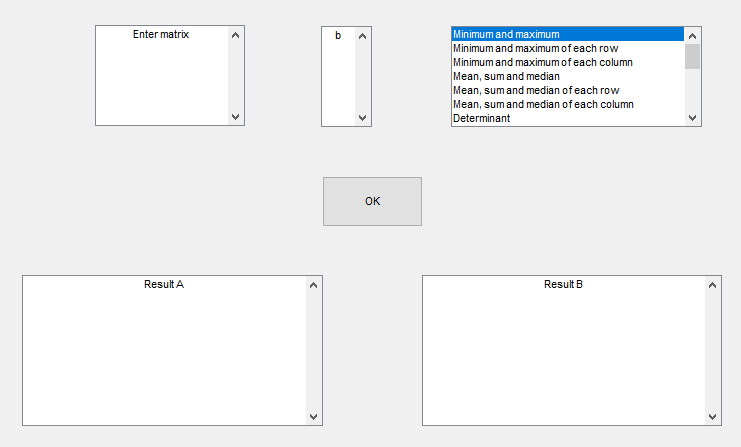 Enter matrix
b
Minimum and maximum
Minimum and maximum of each row
Minimum and maximum of each column
Mean, sum and median
Mean, sum and median of each row
Mean, sum and median of each column
Determinant
OK
Result A
Result B